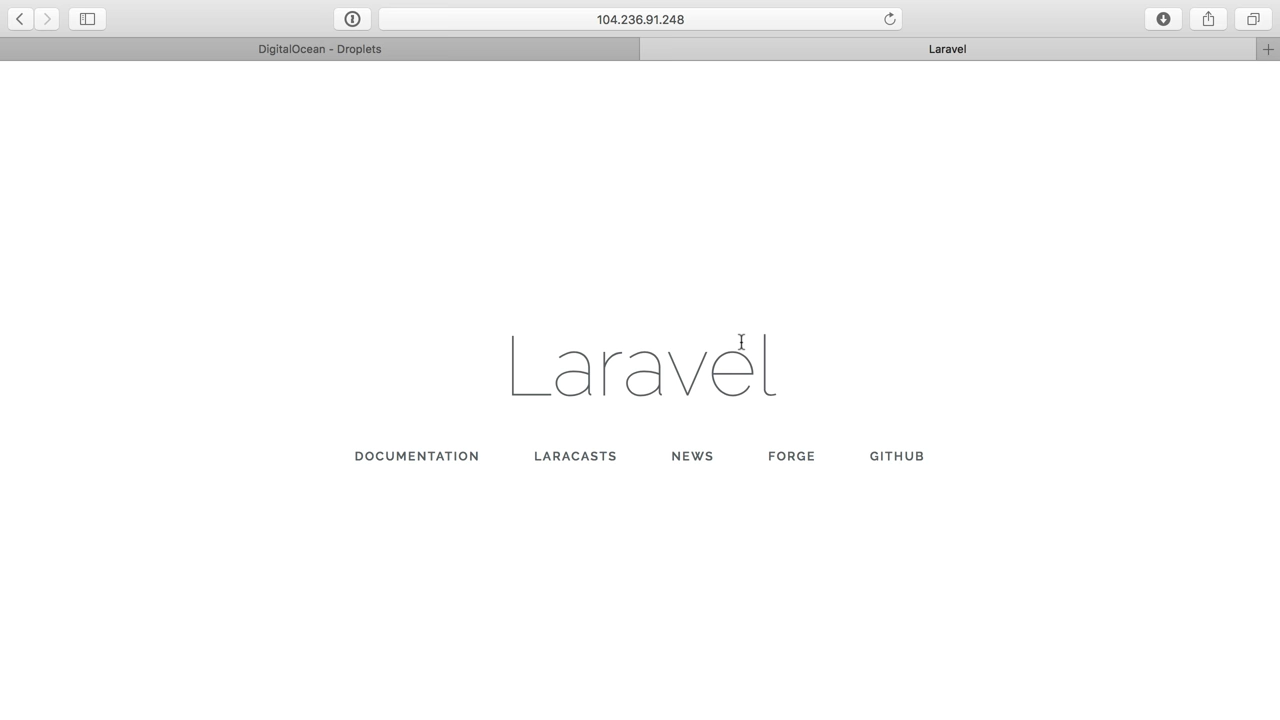 104.236.91.248
DigitalOcean - Droplets
Laravel
Laravel
DOCUMENTATION LARACASTS NEWS FORGE GITHUB